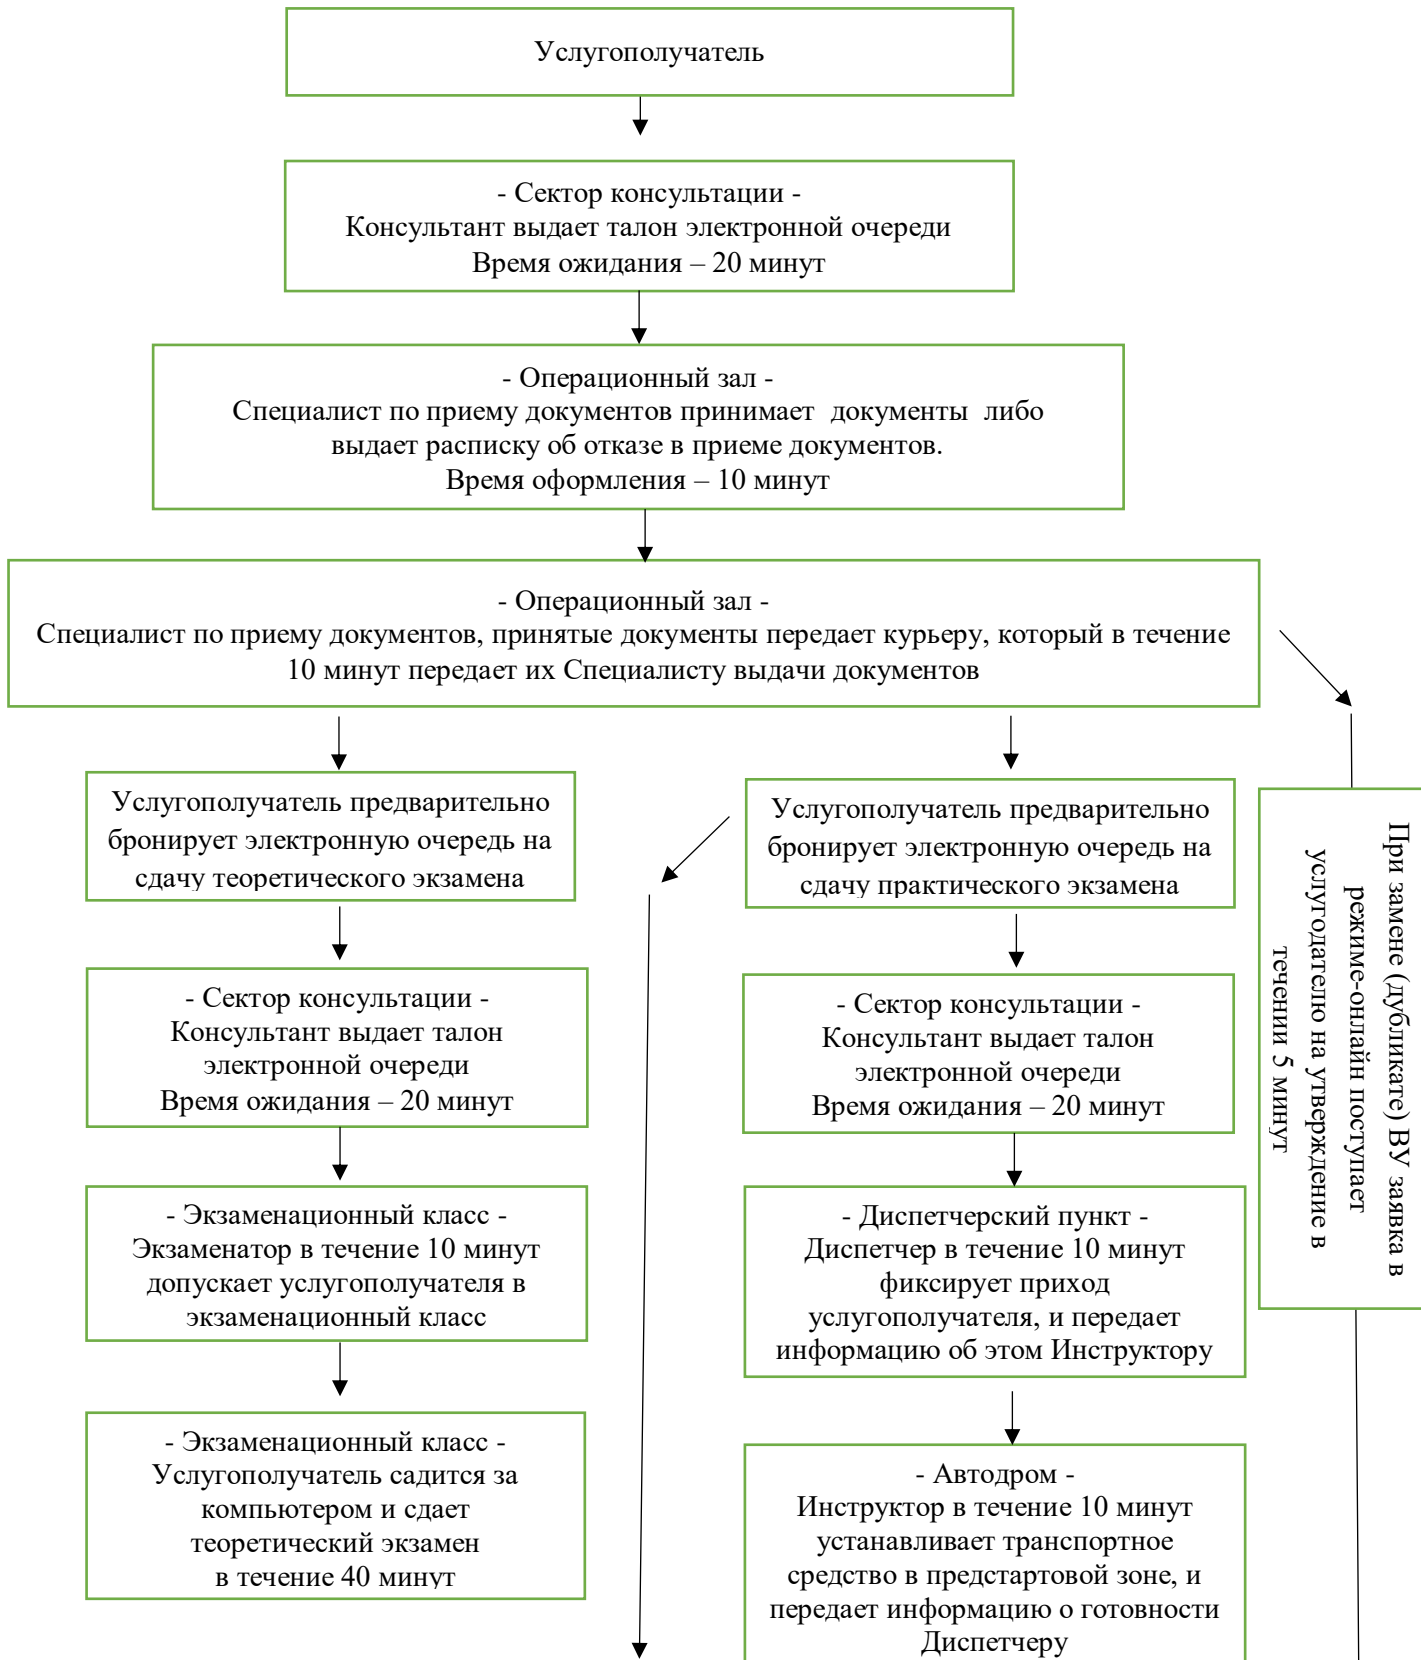 Услугополучатель
- Сектор консультации -
Консультант выдает талон электронной очереди
Время ожидания – 20 минут
- Операционный зал -
Специалист по приему документов принимает  документы  либо
выдает расписку об отказе в приеме документов.
Время оформления – 10 минут
- Операционный зал -
Специалист по приему документов, принятые документы передает курьеру, который в течение
10 минут передает их Специалисту выдачи документов
Услугополучатель предварительно
бронирует электронную очередь на
сдачу теоретического экзамена
- Сектор консультации -
Консультант выдает талон
электронной очереди
Время ожидания – 20 минут
- Экзаменационный класс -
Экзаменатор в течение 10 минут
допускает услугополучателя в
экзаменационный класс
- Экзаменационный класс -
Услугополучатель садится за
компьютером и сдает
теоретический экзамен
в течение 40 минут
Услугополучатель предварительно
бронирует электронную очередь на
сдачу практического экзамена
- Сектор консультации -
Консультант выдает талон
электронной очереди
Время ожидания – 20 минут
- Диспетчерский пункт -
Диспетчер в течение 10 минут
фиксирует приход
услугополучателя, и передает
информацию об этом Инструктору
- Автодром -
Инструктор в течение 10 минут
устанавливает транспортное
средство в предстартовой зоне, и
передает информацию о готовности
Диспетчеру
При замене (дубликате) ВУ заявка в
режиме-онлайн поступает
услугодателю на утверждение в
течении 5 минут